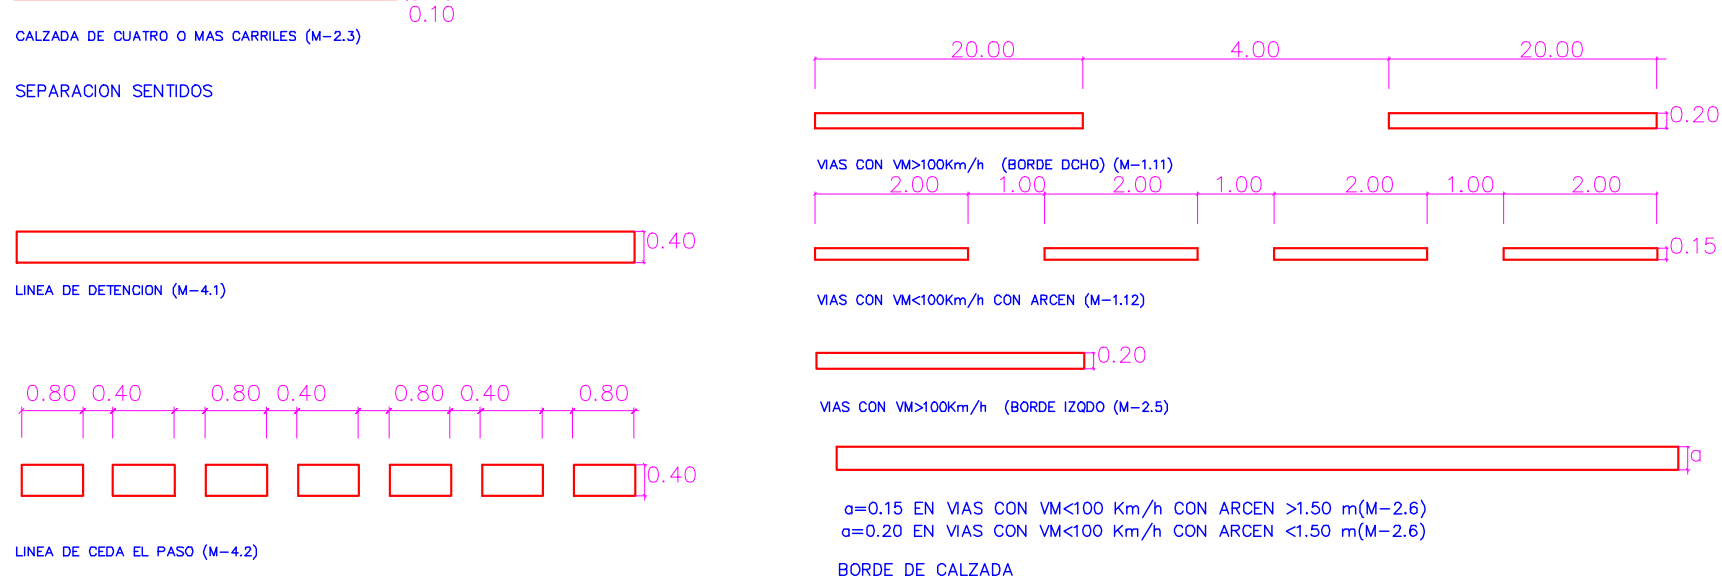 0.10
CALZADA DE CUATRO O MAS CARRILES (M-2.3)
SEPARACION SENTIDOS
0.40
LINEA DE DETENCION (M-4.1)
0.80 0.40 0.80 0.40 0.80 0.40 0.80
0.40
LINEA DE CEDA EL PASO (M-4.2)
20.00 4.00 20.00
0.20
VIAS CON VM>100Km/h (BORDE DCHO) (M-1.11)
2.00 1.00 2.00 1.00 2.00 1.00 2.00
0.15
VIAS CON VM<100Km/h CON ARCEN (M-1.12)
0.20
VIAS CON VM>100Km/h (BORDE IZQDO (M-2.5)
a
a=0.15 EN VIAS CON VM<100 Km/h CON ARCEN >1.50 m(M-2.6)
a=0.20 EN VIAS CON VM<100 Km/h CON ARCEN <1.50 m(M-2.6)
BORDE DE CALZADA